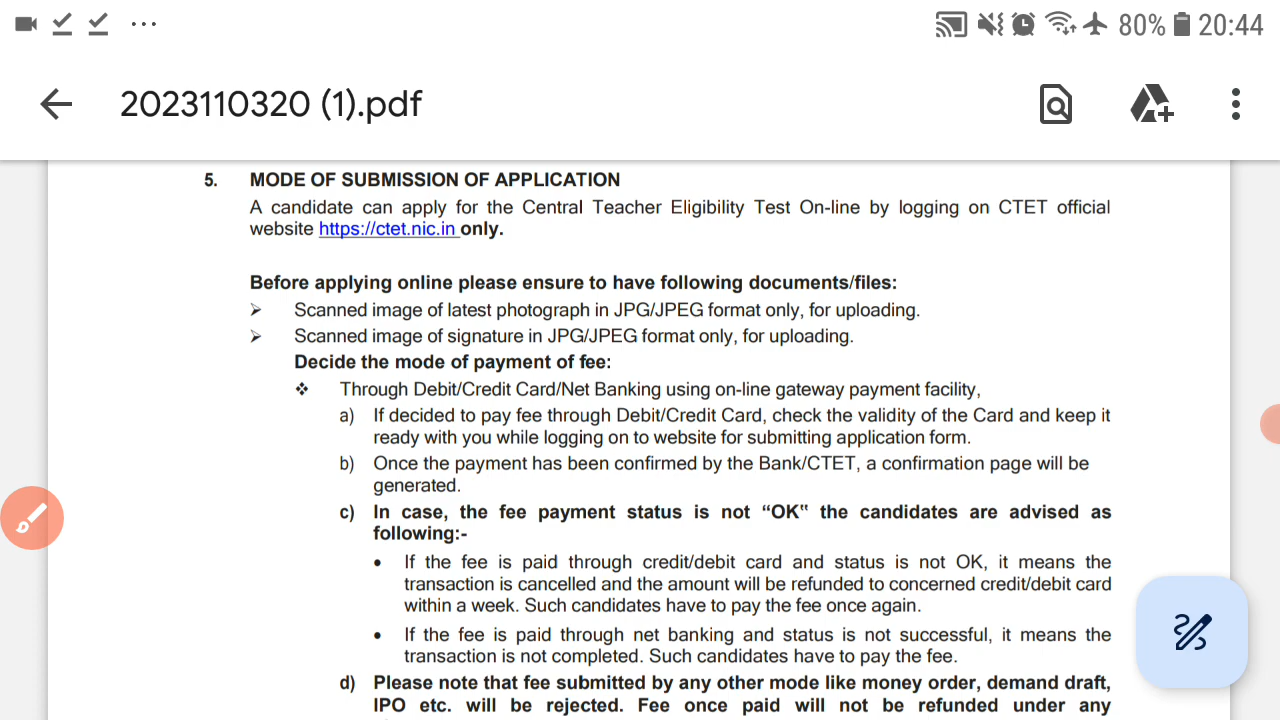 80% 20:44
2023110320 (1).pdf
5. MODE OF SUBMISSION OF APPLICATION
A candidate can apply for the Central Teacher Eligibility Test On-line by logging on CTET official
website https://ctet.nic.in only.
Before applying online please ensure to have following documents/files:
➢ Scanned image of latest photograph in JPG/JPEG format only, for uploading.
➢ Scanned image of signature in JPG/JPEG format only, for uploading.
Decide the mode of payment of fee:
❖ Through Debit/Credit Card/Net Banking using on-line gateway payment facility,
a) If decided to pay fee through Debit/Credit Card, check the validity of the Card and keep it
ready with you while logging on to website for submitting application form.
b) Once the payment has been confirmed by the Bank/CTET, a confirmation page will be
generated.
c) In case, the fee payment status is not “OK‟ the candidates are advised as
following:-
• If the fee is paid through credit/debit card and status is not OK, it means the
transaction is cancelled and the amount will be refunded to concerned credit/debit card
within a week. Such candidates have to pay the fee once again.
• If the fee is paid through net banking and status is not successful, it means the
transaction is not completed. Such candidates have to pay the fee.
d) Please note that fee submitted by any other mode like money order, demand draft,
IPO etc. will be rejected. Fee once paid will not be refunded under any